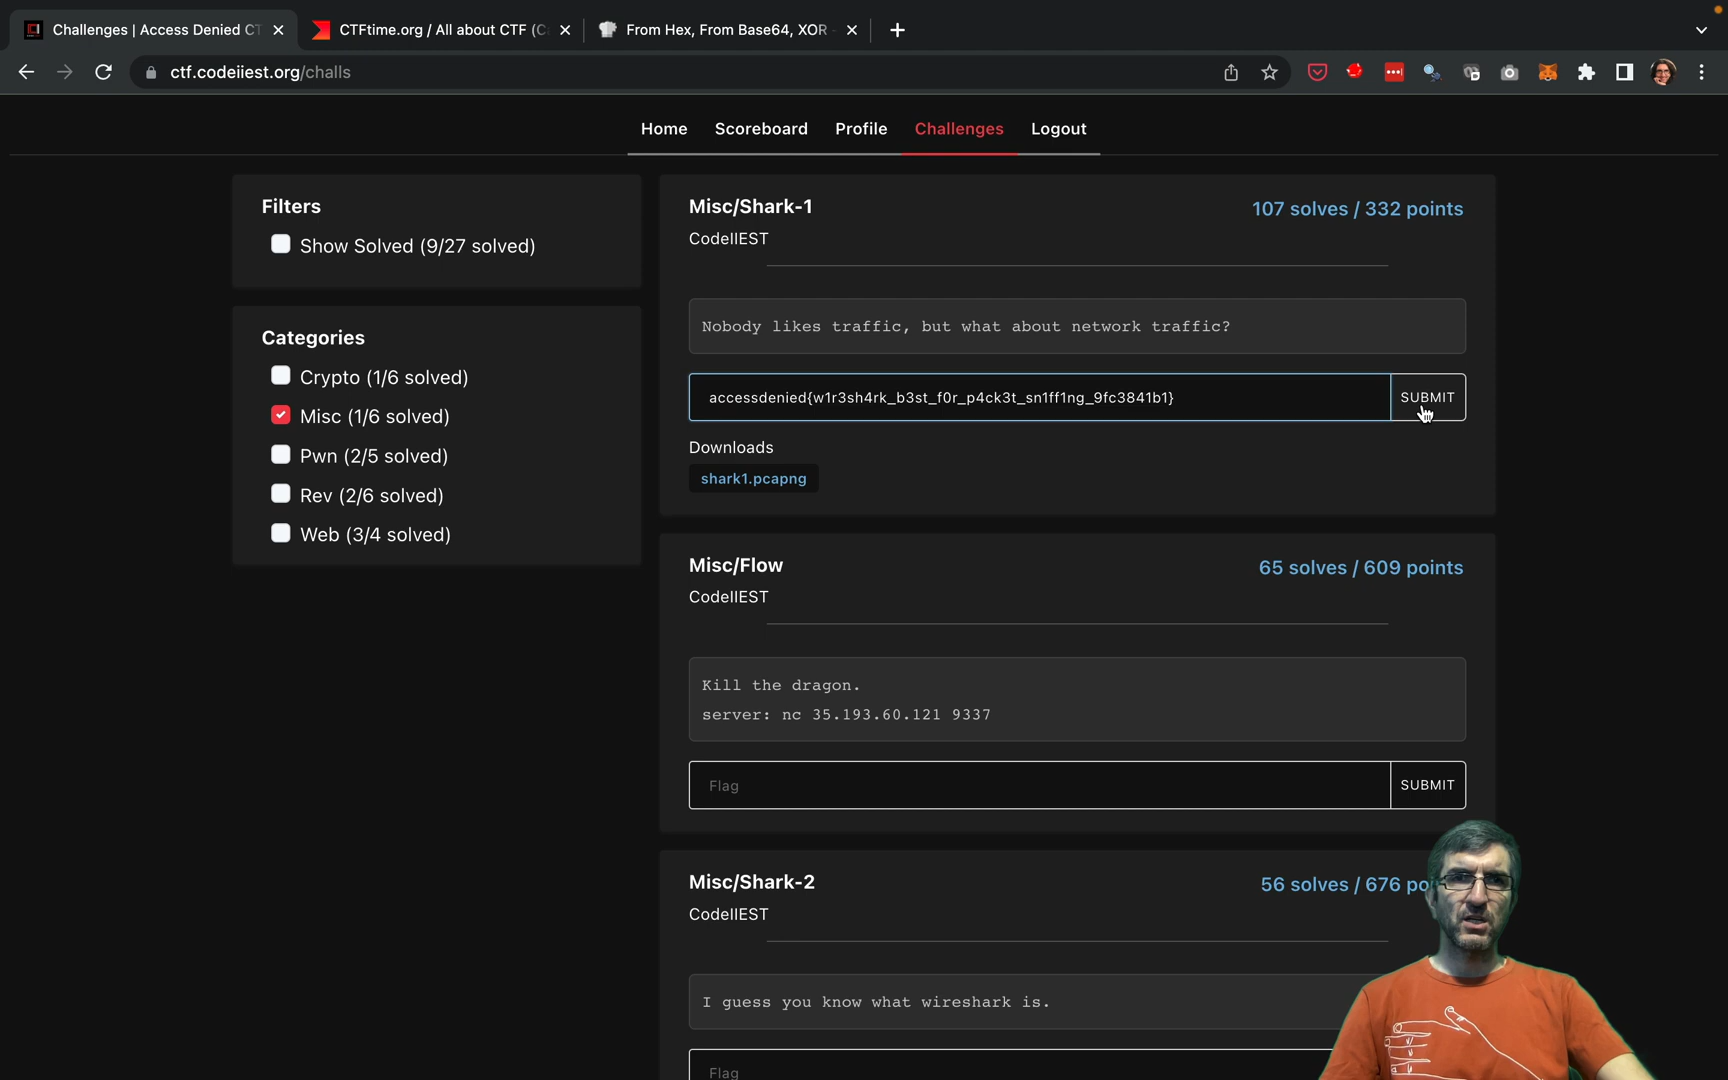 Challenges | Access Denied CT
CTFtime.org / All about CTF (C
From Hex, From Base64, XOR
ctf.codeiiest.org/challs
Home Scoreboard Profile Challenges Logout
Filters
Show Solved (9/27 solved)
Categories
Crypto (1/6 solved)
Misc (1/6 solved)
Pwn (2/5 solved)
Rev (2/6 solved)
Web (3/4 solved)
Misc/Shark-1
107 solves / 332 points
CodeIIEST
Nobody likes traffic, but what about network traffic?
accessdenied{w1r3sh4rk_b3st_f0r_p4ck3t_sn1ff1ng_9fc3841b1}
SUBMIT
Downloads
shark1.pcapng
Misc/Flow
65 solves / 609 points
CodeIIEST
Kill the dragon.
server: nc 35.193.60.121 9337
Flag
SUBMIT
Misc/Shark-2
56 solves / 676 po
CodeIIEST
I guess you know what wireshark is.
Flag